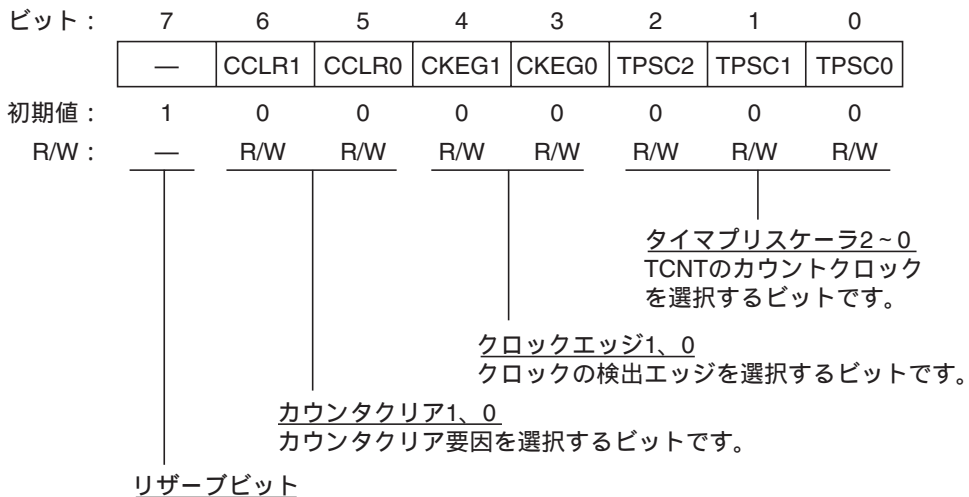 ビット： 7 6 5 4 3 2 1 0
— CCLR1 CCLR0 CKEG1 CKEG0 TPSC2 TPSC1 TPSC0
初期値： 1 0 0 0 0 0 0 0
R/W： — R/W R/W R/W R/W R/W R/W R/W
タイマプリスケーラ2～0
TCNTのカウントクロック
を選択するビットです。
クロックエッジ1、0
クロックの検出エッジを選択するビットです。
カウンタクリア1、0
カウンタクリア要因を選択するビットです。
リザーブビット